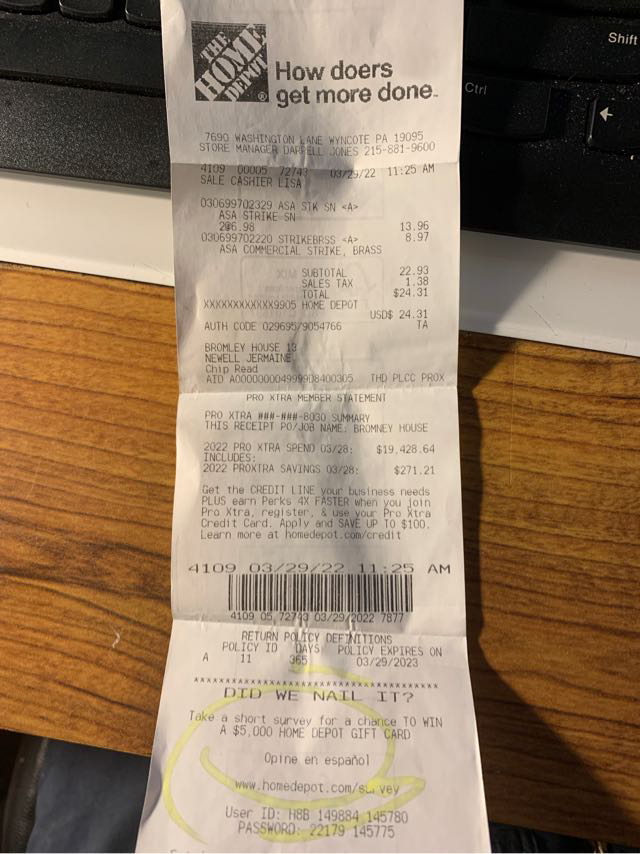 Shift
Ctrl
THE
HOME
DEPOT
®
How doers
get more done.
7690 WASHINGTON LANE WYNCOTE PA 19095
STORE MANAGER DARRELL JONES 215-881-9600
4109 00005 72743 03/29/22 11:25 AM
SALE CASHIER LISA
030699702329 ASA STK SN <A>
ASA STRIKE SN
2@6.98 13.96
030699702220 STRIKEBRSS <A> 8.97
ASA COMMERCIAL STRIKE, BRASS
SUBTOTAL 22.93
SALES TAX 1.38
TOTAL $24.31
XXXXXXXXXXXX9905 HOME DEPOT
USD$ 24.31
AUTH CODE 029695/9054766 TA
BROMLEY HOUSE 13
NEWELL JERMAINE
Chip Read
AID A0000000049999D8400305 THD PLCC PROX
PRO XTRA MEMBER STATEMENT
PRO XTRA ###-###-8030 SUMMARY
THIS RECEIPT PO/JOB NAME: BROMNEY HOUSE
2022 PRO XTRA SPEND 03/28: $19,428.64
INCLUDES:
2022 PROXTRA SAVINGS 03/28: $271.21
Get the CREDIT LINE your business needs
PLUS earn Perks 4X FASTER when you join
Pro Xtra, register, & use your Pro Xtra
Credit Card. Apply and SAVE UP TO $100.
Learn more at homedepot.com/credit
4109 03/29/22 11:25 AM
4109 05 72743 03/29/2022 7877
RETURN POLICY DEFINITIONS
POLICY ID DAYS POLICY EXPIRES ON
A 11 365 03/29/2023
****************************************
DID WE NAIL IT?
Take a short survey for a chance TO WIN
A $5,000 HOME DEPOT GIFT CARD
Opine en español
www.homedepot.com/survey
User ID: H8B 149884 145780
PASSWORD: 22179 145775